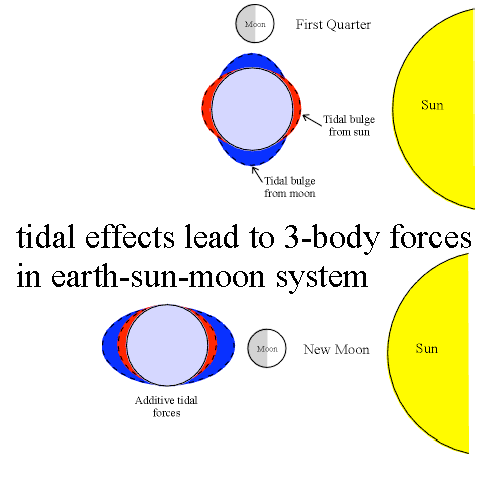 Moon
First Quarter
Sun
Tidal bulge
from sun
Tidal bulge
from moon
tidal effects lead to 3-body forces
in earth-sun-moon system
Moon
New Moon
Sun
Additive tidal
forces